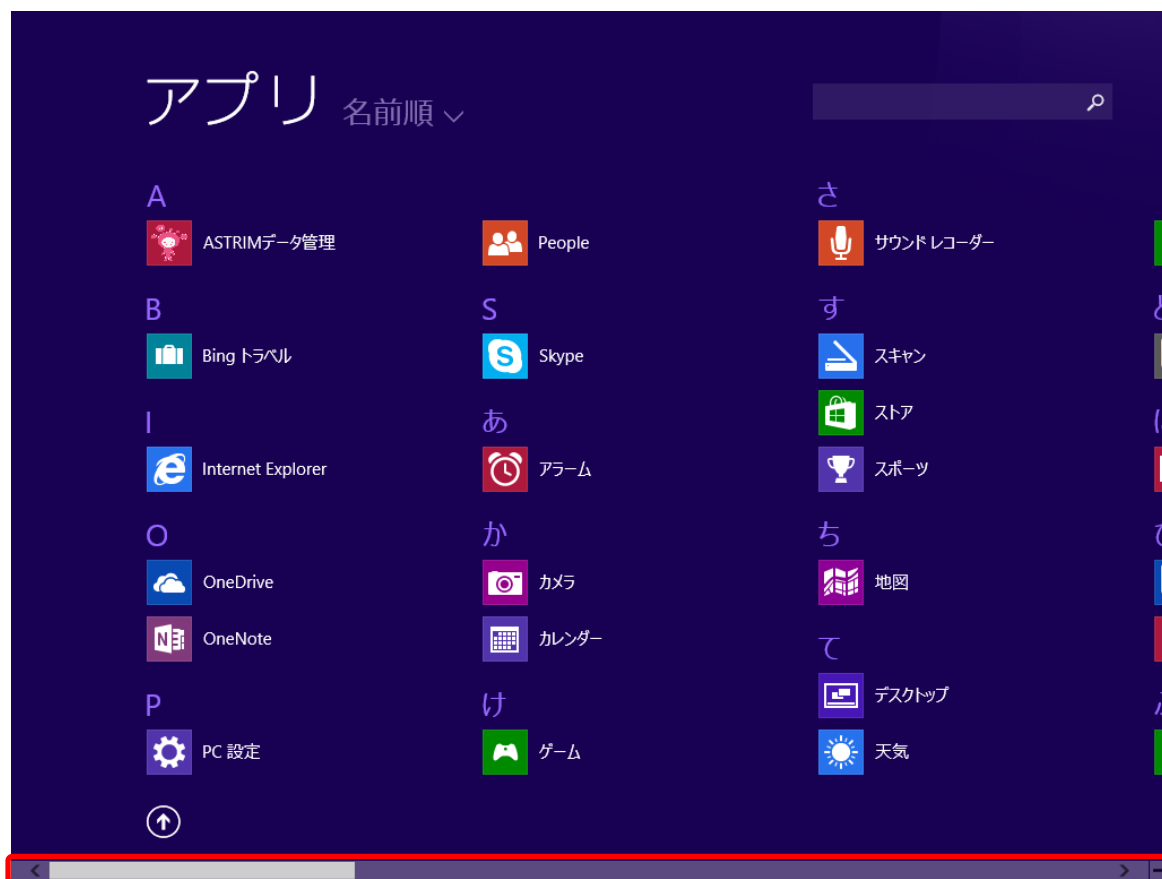 アプリ 名前順
A
ASTRIMデータ管理
B
Bing トラベル
I
Internet Explorer
O
OneDrive
OneNote
P
PC 設定
People
S
Skype
あ
アラーム
か
カメラ
カレンダー
け
ゲーム
さ
サウンド レコーダー
す
スキャン
ストア
スポーツ
ち
地図
て
デスクトップ
天気